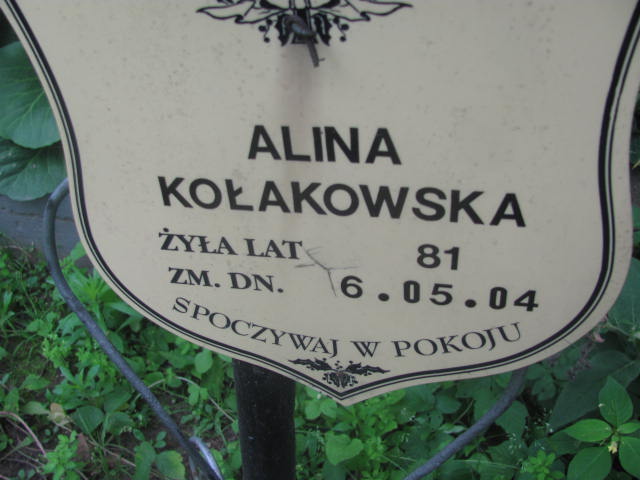 ALINA
KOŁAKOWSKA
ŻYŁA LAT 81
ZM. DN. 6.05.04
SPOCZYWAJ W POKOJU